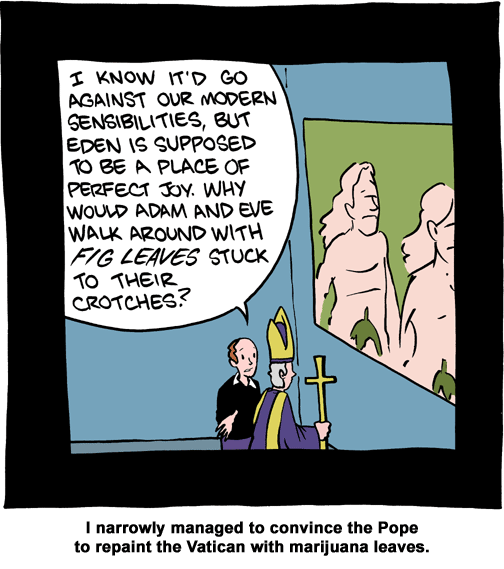 I KNOW IT'D GO
AGAINST OUR MODERN
SENSIBILITIES, BUT
EDEN IS SUPPOSED
TO BE A PLACE OF
PERFECT JOY. WHY
WOULD ADAM AND EVE
WALK AROUND WITH
FIG LEAVES STUCK
TO THEIR
CROTCHES?
I narrowly managed to convince the Pope
to repaint the Vatican with marijuana leaves.